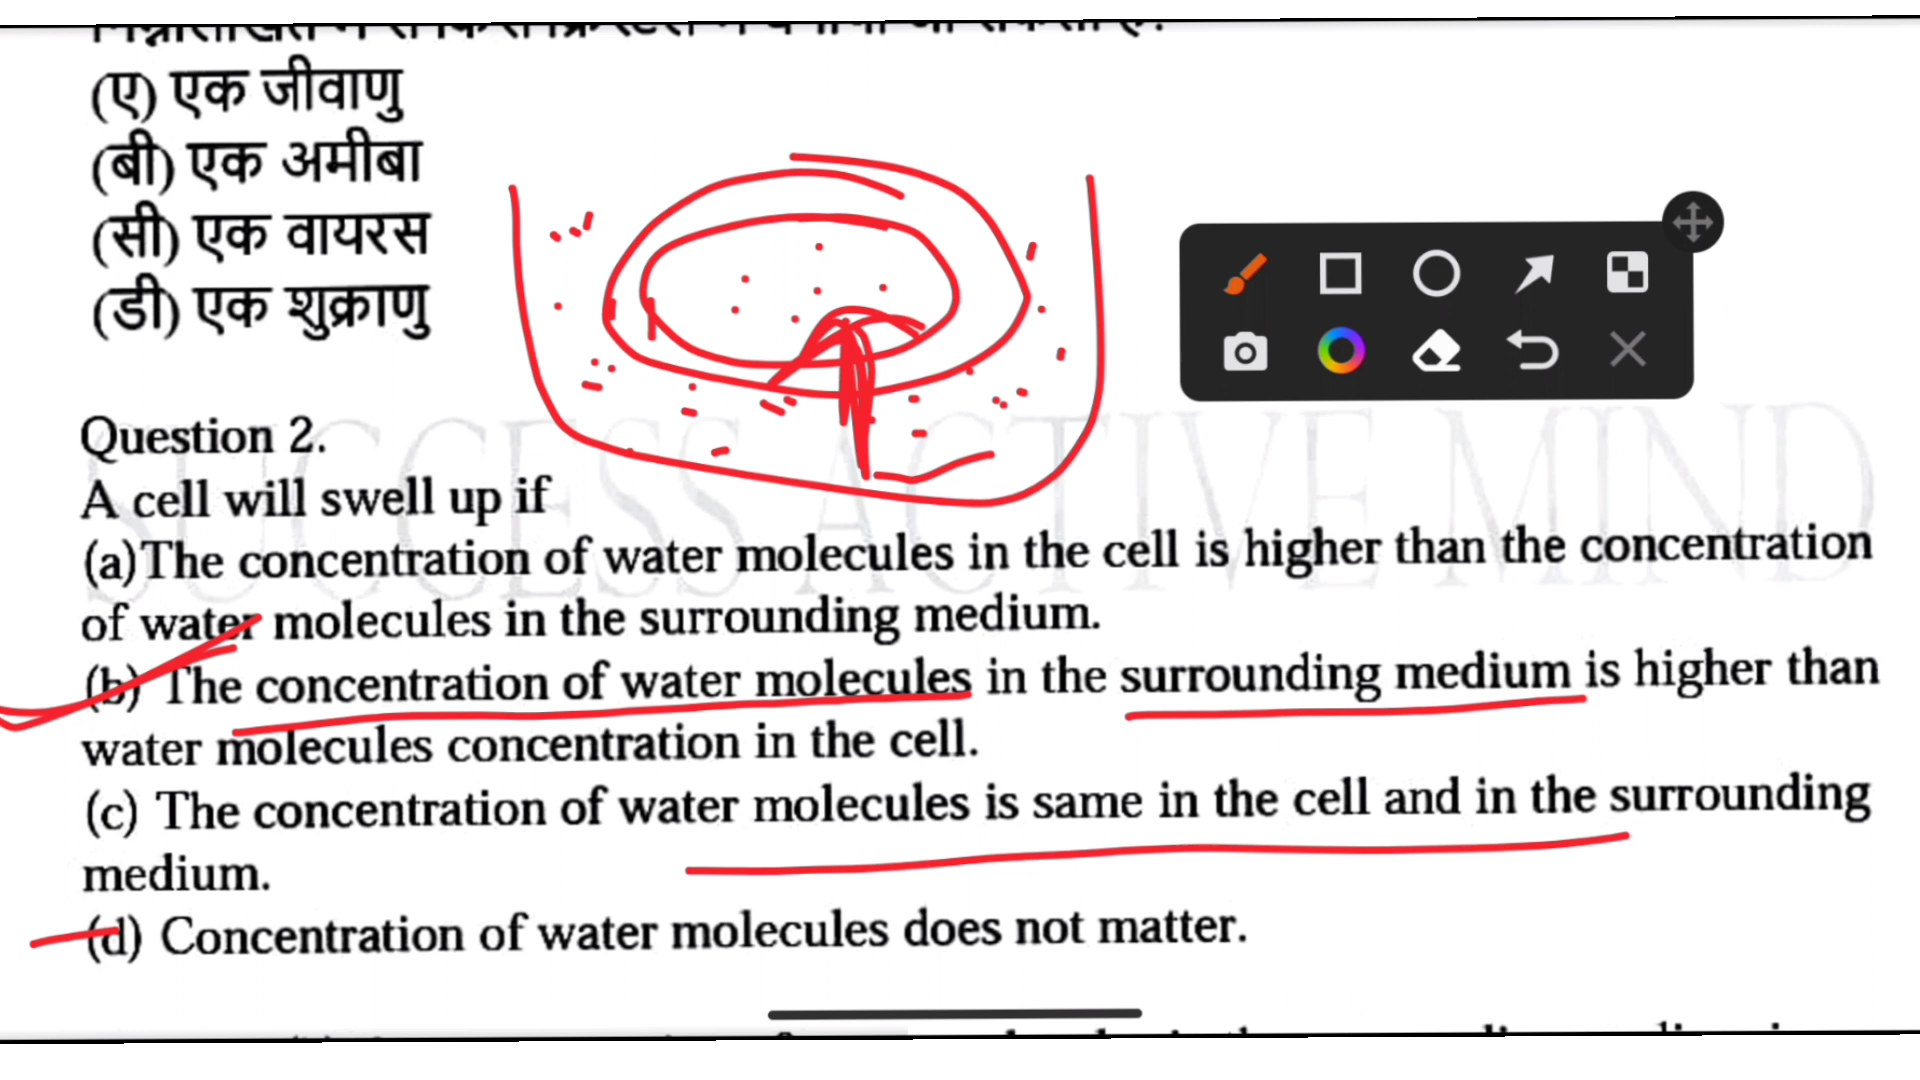 (ए) एक जीवाणु
(बी) एक अमीबा
(सी) एक वायरस
(डी) एक शुक्राणु
SUCCESS ACTIVE MIND
Question 2.
A cell will swell up if
(a)The concentration of water molecules in the cell is higher than the concentration
of water molecules in the surrounding medium.
(b) The concentration of water molecules in the surrounding medium is higher than
water molecules concentration in the cell.
(c) The concentration of water molecules is same in the cell and in the surrounding
medium.
(d) Concentration of water molecules does not matter.